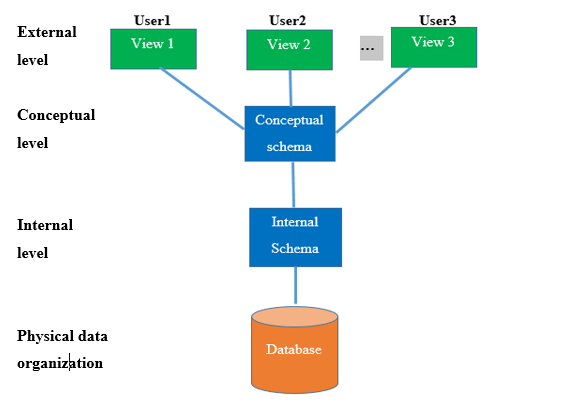 User1 User2 User3
External level
View 1 View 2 ... View 3
Conceptual level
Conceptual schema
Internal level
Internal Schema
Physical data organization
Database